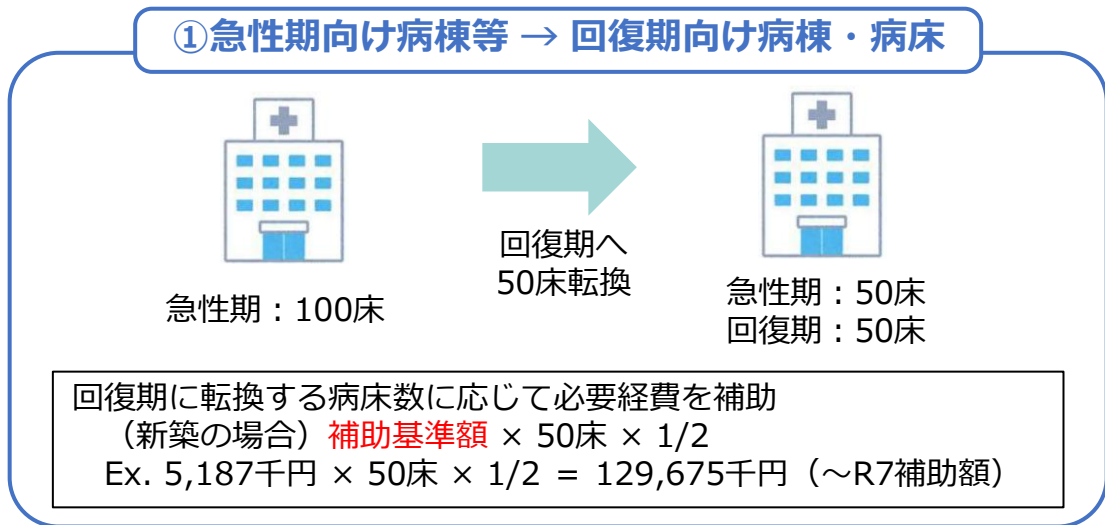 ①急性期向け病棟等 → 回復期向け病棟・病床
回復期へ
50床転換
急性期：100床
急性期：50床
回復期：50床
回復期に転換する病床数に応じて必要経費を補助
（新築の場合）補助基準額 × 50床 × 1/2
Ex. 5,187千円 × 50床 × 1/2 = 129,675千円（～R7補助額）